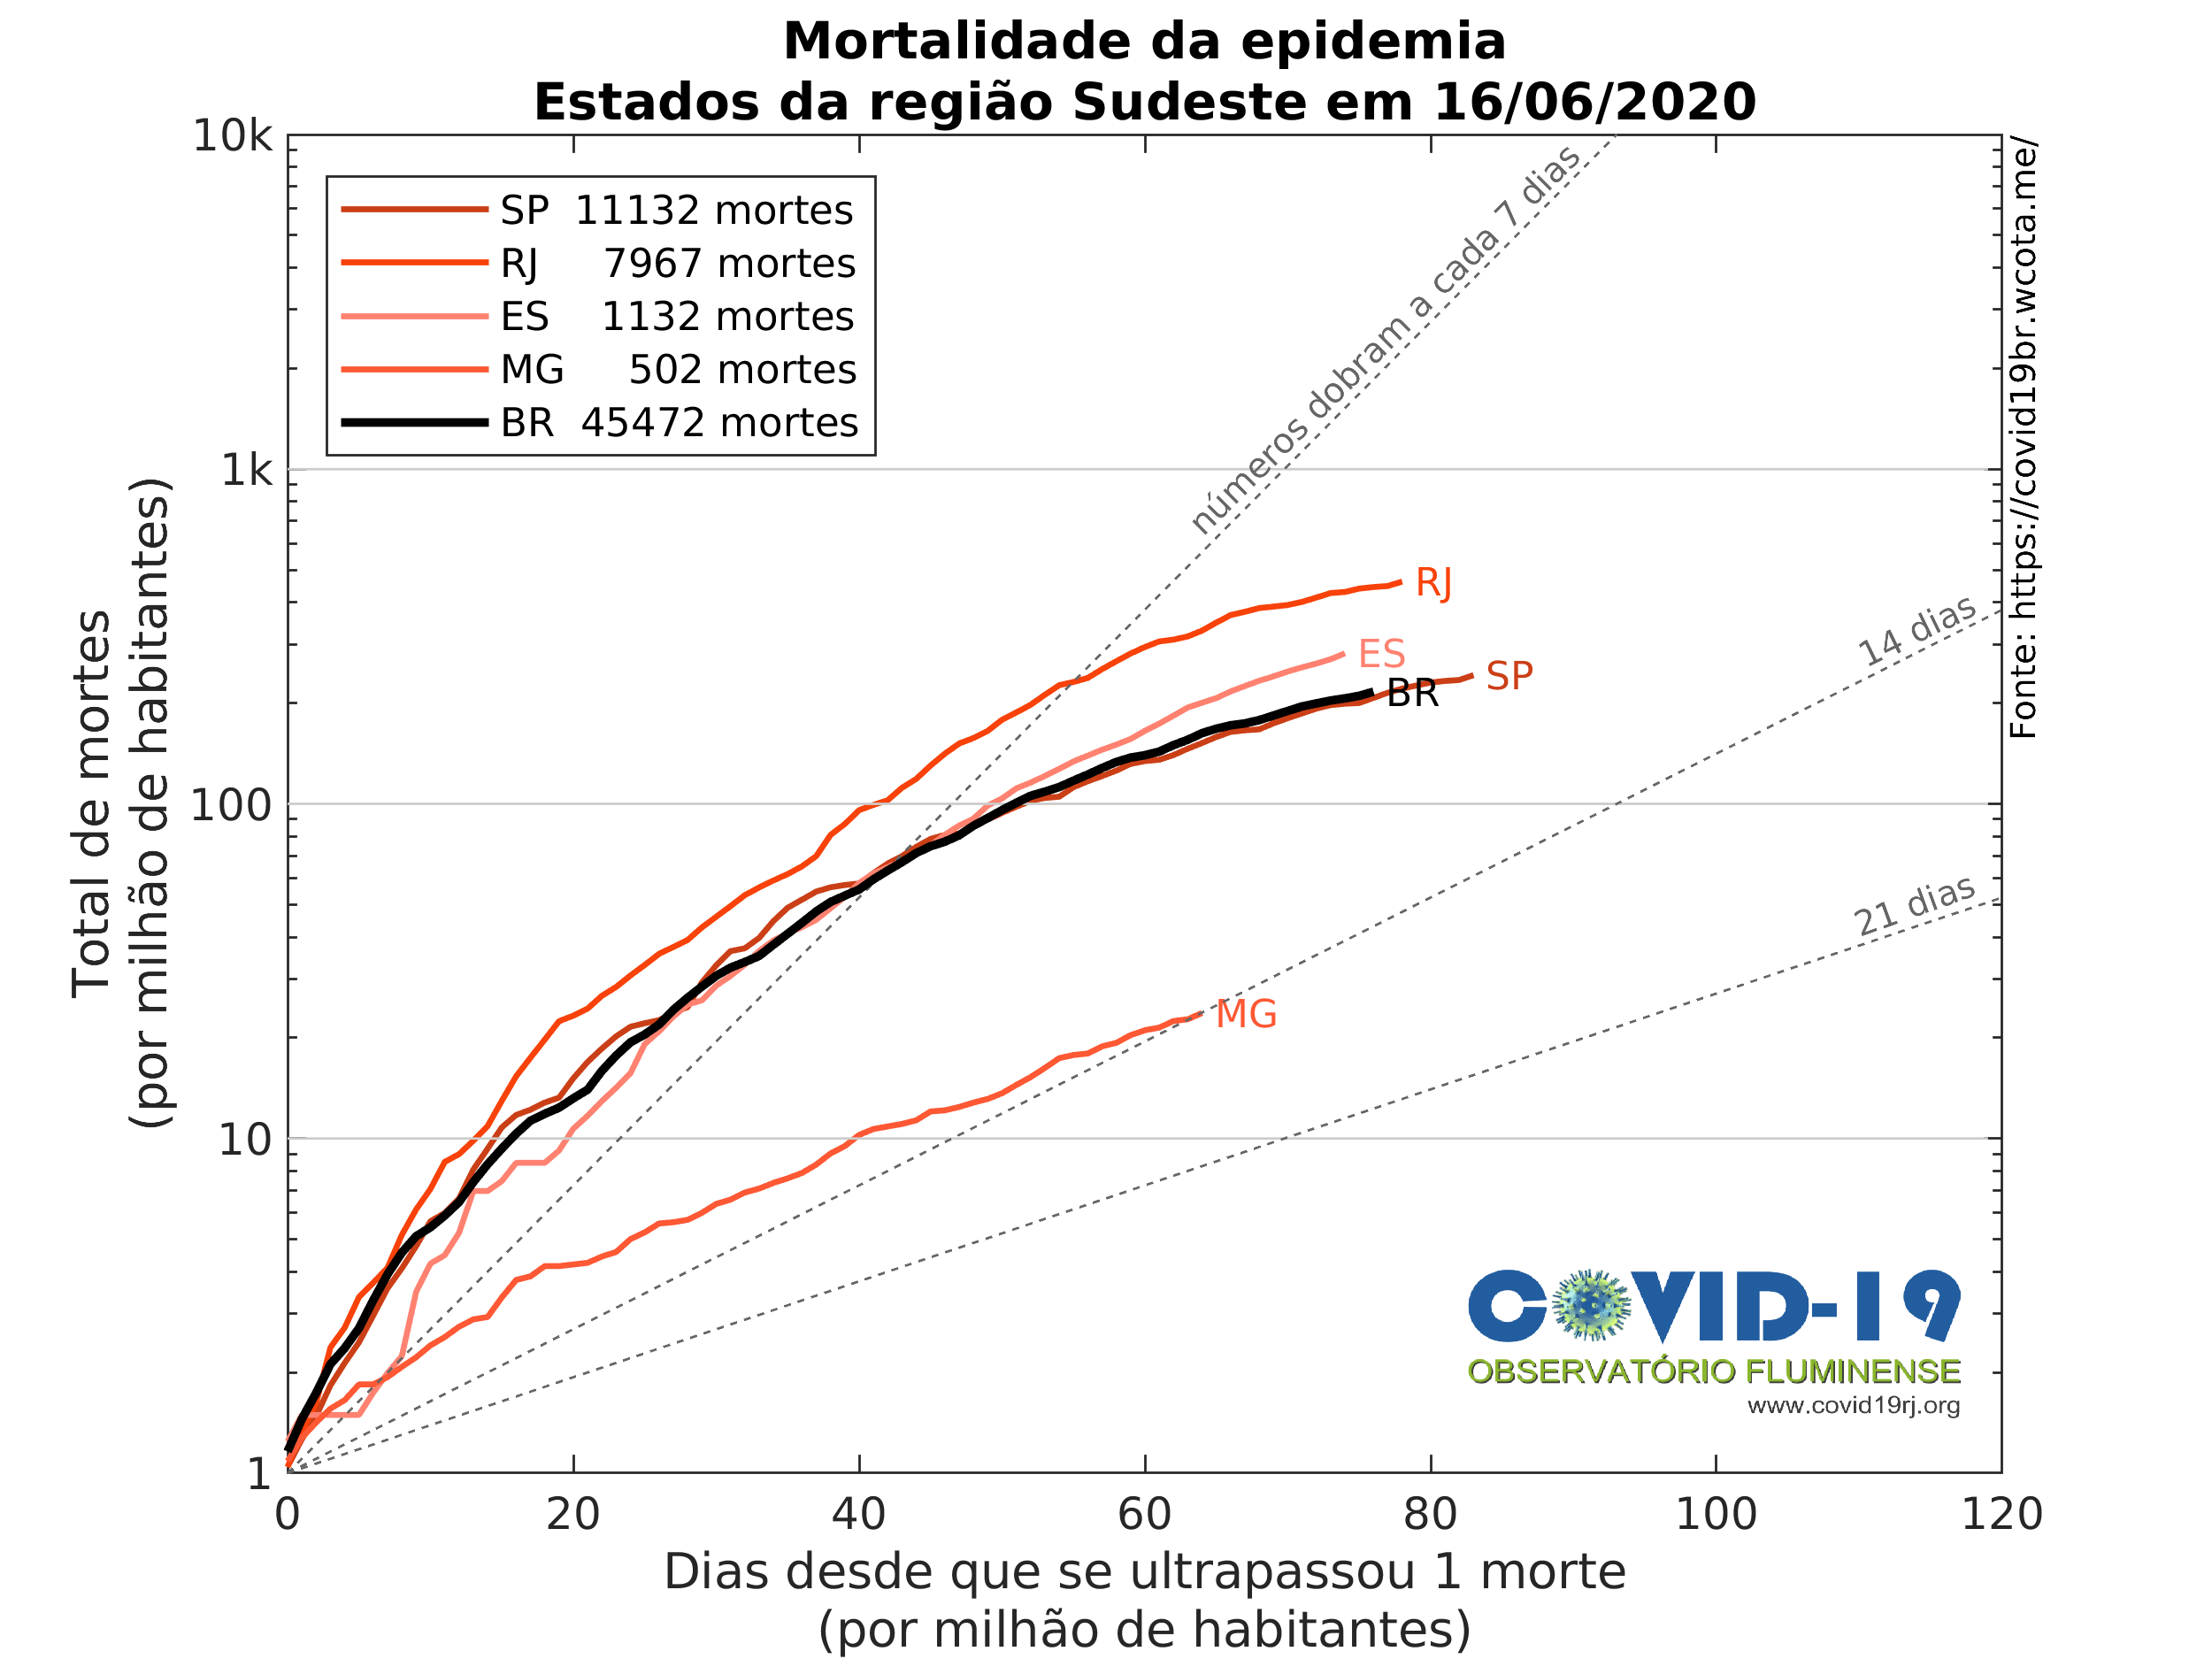 Mortalidade da epidemia
Estados da região Sudeste em 16/06/2020
10k
1k
100
10
1
Total de mortes
(por milhão de habitantes)
SP 11132 mortes
RJ 7967 mortes
ES 1132 mortes
MG 502 mortes
BR 45472 mortes
números dobram a cada 7 dias
14 dias
21 dias
RJ
ES
SP
BR
MG
Fonte: https://covid19br.wcota.me/
COVID-19
OBSERVATÓRIO FLUMINENSE
www.covid19rj.org
0 20 40 60 80 100 120
Dias desde que se ultrapassou 1 morte
(por milhão de habitantes)